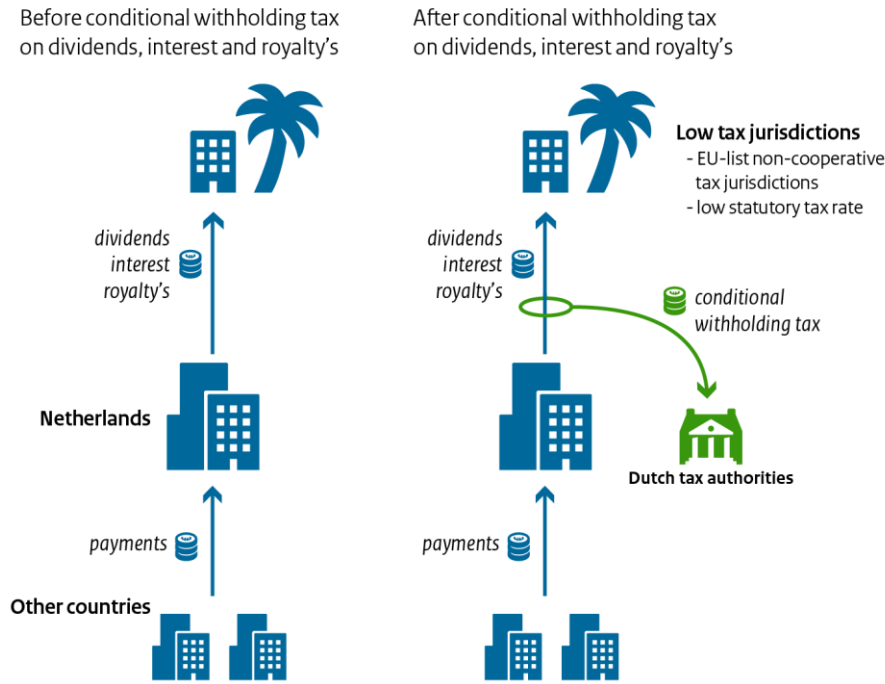 Before conditional withholding tax
on dividends, interest and royalty's
After conditional withholding tax
on dividends, interest and royalty's
Low tax jurisdictions
- EU-list non-cooperative
tax jurisdictions
- low statutory tax rate
dividends
interest
royalty's
dividends
interest
royalty's
conditional
withholding tax
Netherlands
Dutch tax authorities
payments
payments
Other countries